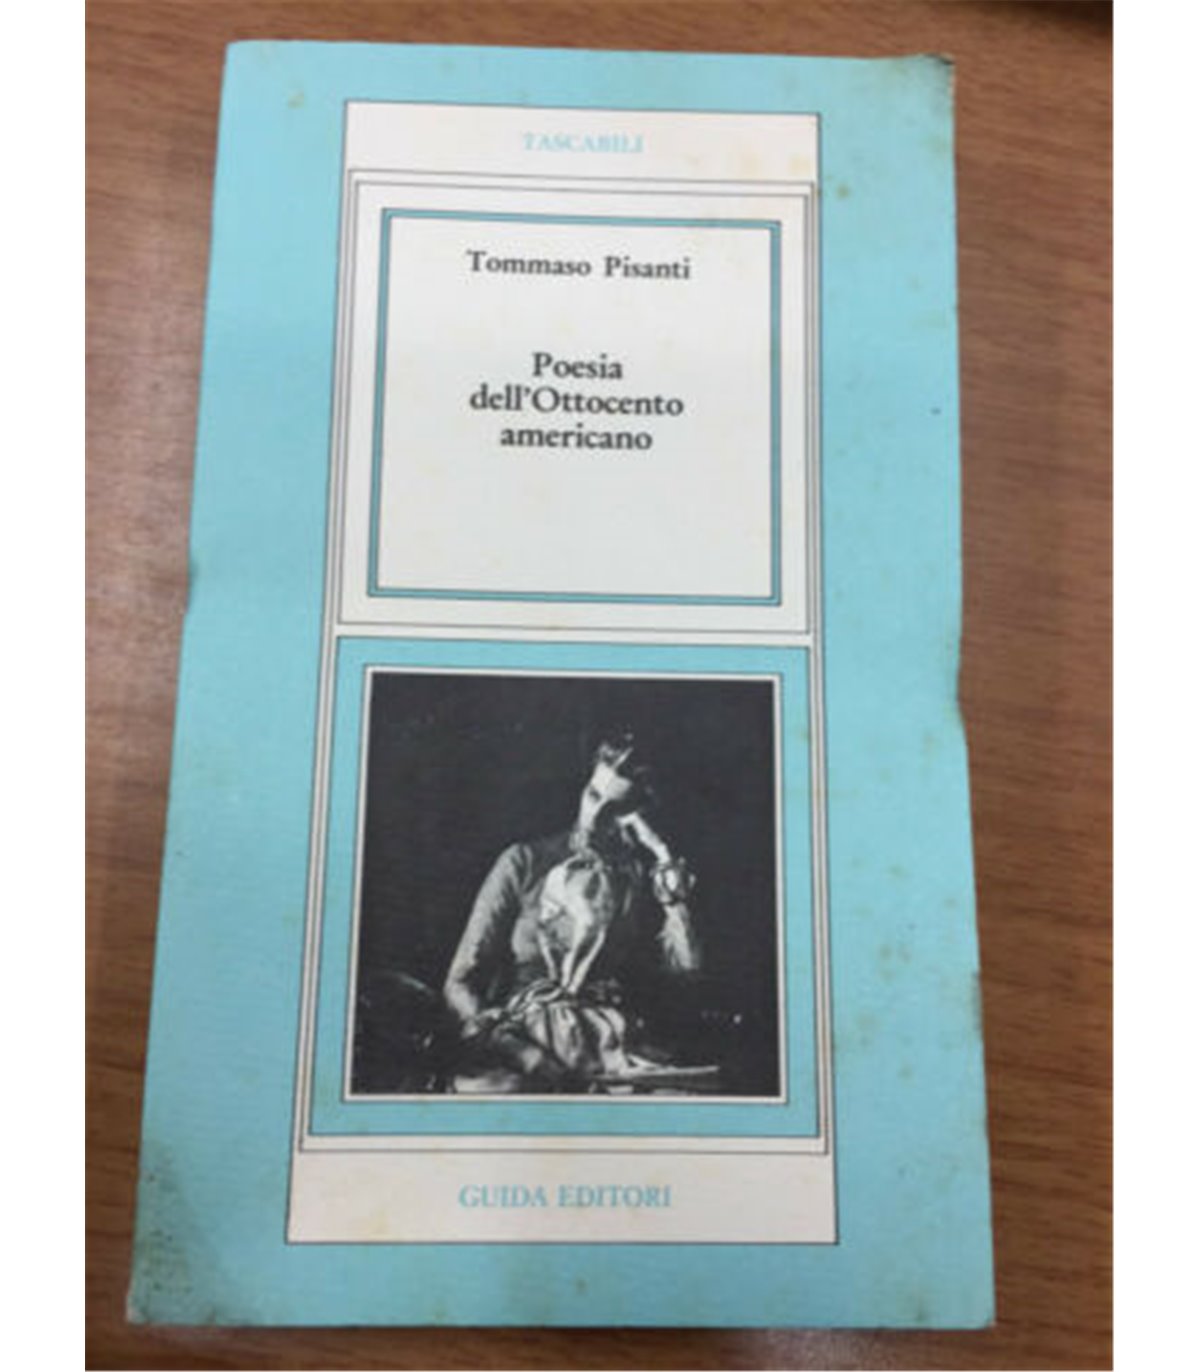 TASCABILI
Tommaso Pisanti
Poesia
dell'Ottocento
americano
GUIDA EDITORI